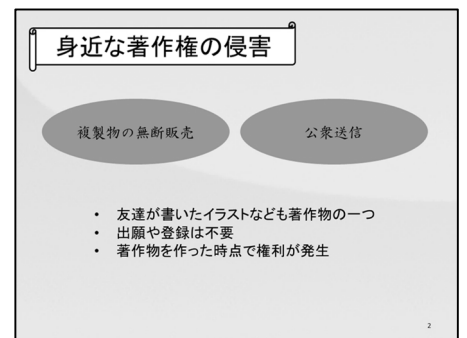 身近な著作権の侵害
複製物の無断販売
公衆送信
• 友達が書いたイラストなども著作物の一つ
• 出願や登録は不要
• 著作物を作った時点で権利が発生
2